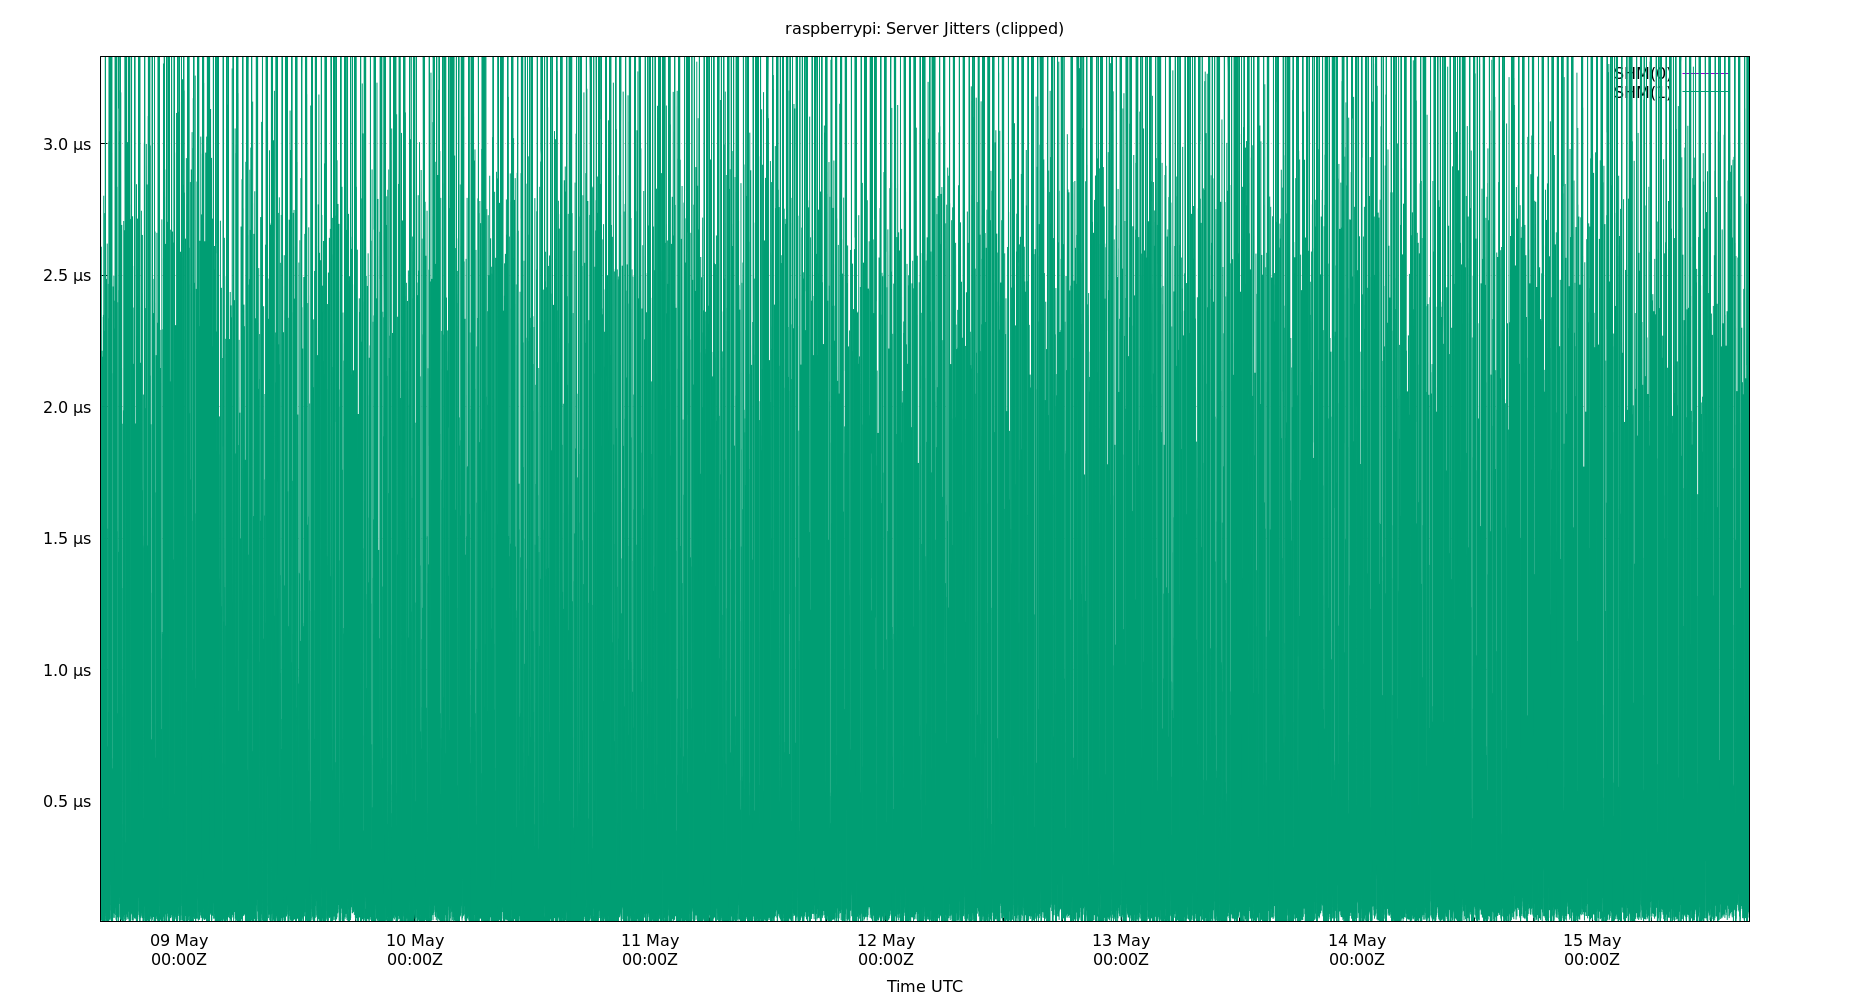 raspberrypi: Server Jitters (clipped)
SHM(0)
SHM(1)
3.0 μs
2.5 μs
2.0 μs
1.5 μs
1.0 μs
0.5 μs
09 May 10 May 11 May 12 May 13 May 14 May 15 May
00:00Z 00:00Z 00:00Z 00:00Z 00:00Z 00:00Z 00:00Z
Time UTC